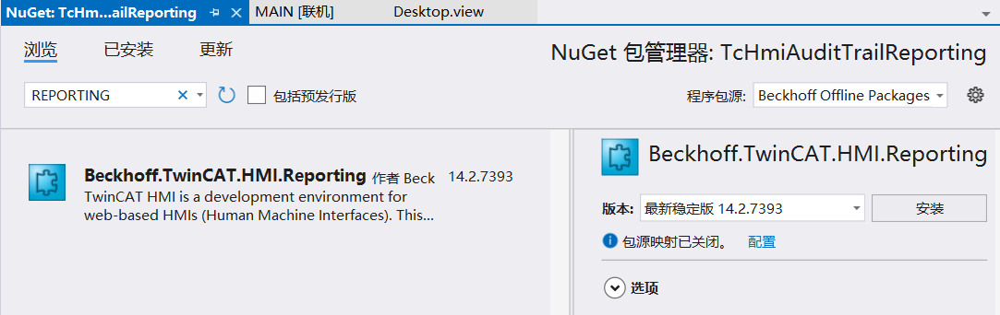 NuGet: TcHm...ailReporting MAIN [联机] Desktop.view
浏览 已安装 更新
NuGet 包管理器: TcHmiAuditTrailReporting
REPORTING 包括预发行版
程序包源: Beckhoff Offline Packages
Beckhoff.TwinCAT.HMI.Reporting 作者 Beck 14.2.7393
TwinCAT HMI is a development environment for
web-based HMIs (Human Machine Interfaces). This...
Beckhoff.TwinCAT.HMI.Reporting
版本: 最新稳定版 14.2.7393 安装
包源映射已关闭。 配置
选项